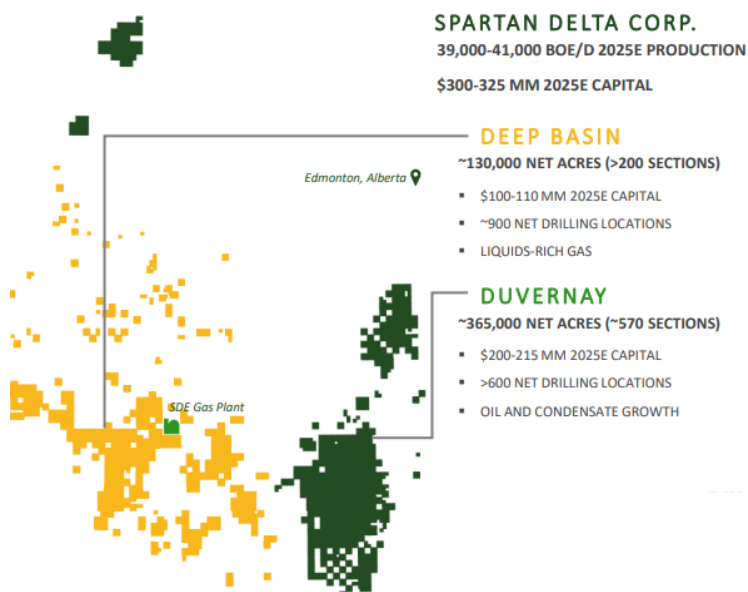 SPARTAN DELTA CORP.
39,000-41,000 BOE/D 2025E PRODUCTION
$300-325 MM 2025E CAPITAL
DEEP BASIN
~130,000 NET ACRES (>200 SECTIONS)
Edmonton, Alberta
▪ $100-110 MM 2025E CAPITAL
▪ ~900 NET DRILLING LOCATIONS
▪ LIQUIDS-RICH GAS
DUVERNAY
~365,000 NET ACRES (~570 SECTIONS)
▪ $200-215 MM 2025E CAPITAL
▪ >600 NET DRILLING LOCATIONS
▪ OIL AND CONDENSATE GROWTH
SDE Gas Plant